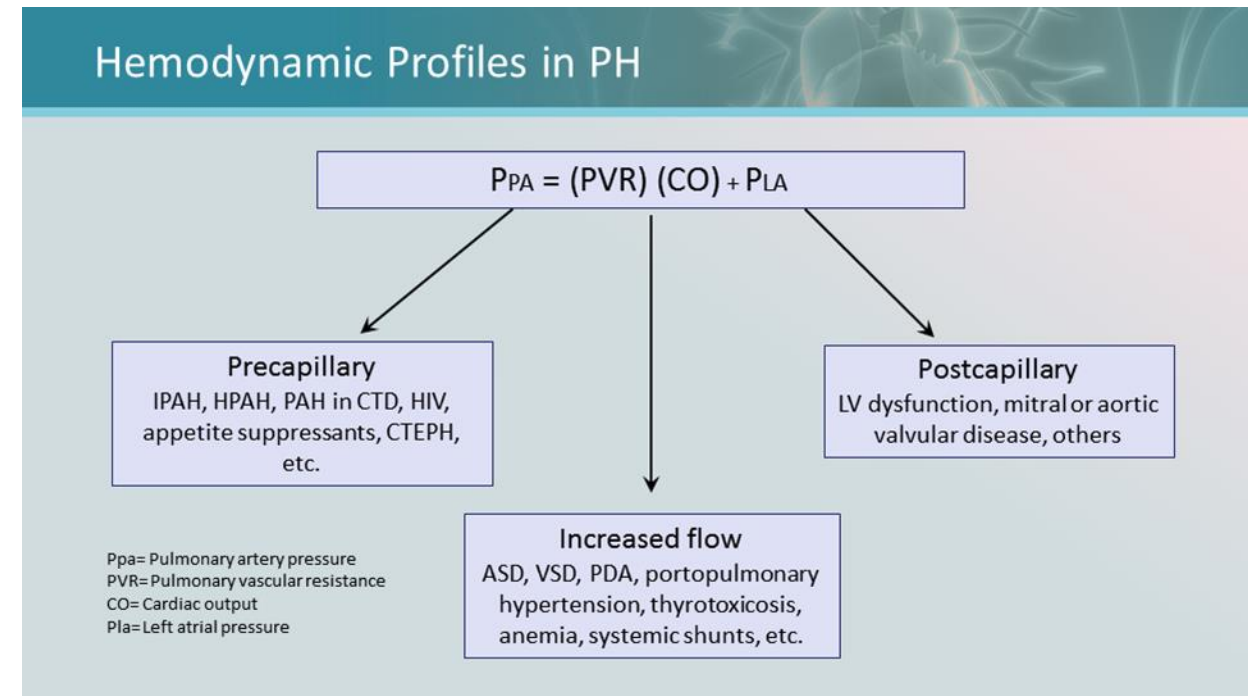 Hemodynamic Profiles in PH
PPA = (PVR) (CO) + PLA
Precapillary
IPAH, HPAH, PAH in CTD, HIV,
appetite suppressants, CTEPH,
etc.
Postcapillary
LV dysfunction, mitral or aortic
valvular disease, others
Increased flow
ASD, VSD, PDA, portopulmonary
hypertension, thyrotoxicosis,
anemia, systemic shunts, etc.
Ppa= Pulmonary artery pressure
PVR= Pulmonary vascular resistance
CO= Cardiac output
Pla= Left atrial pressure